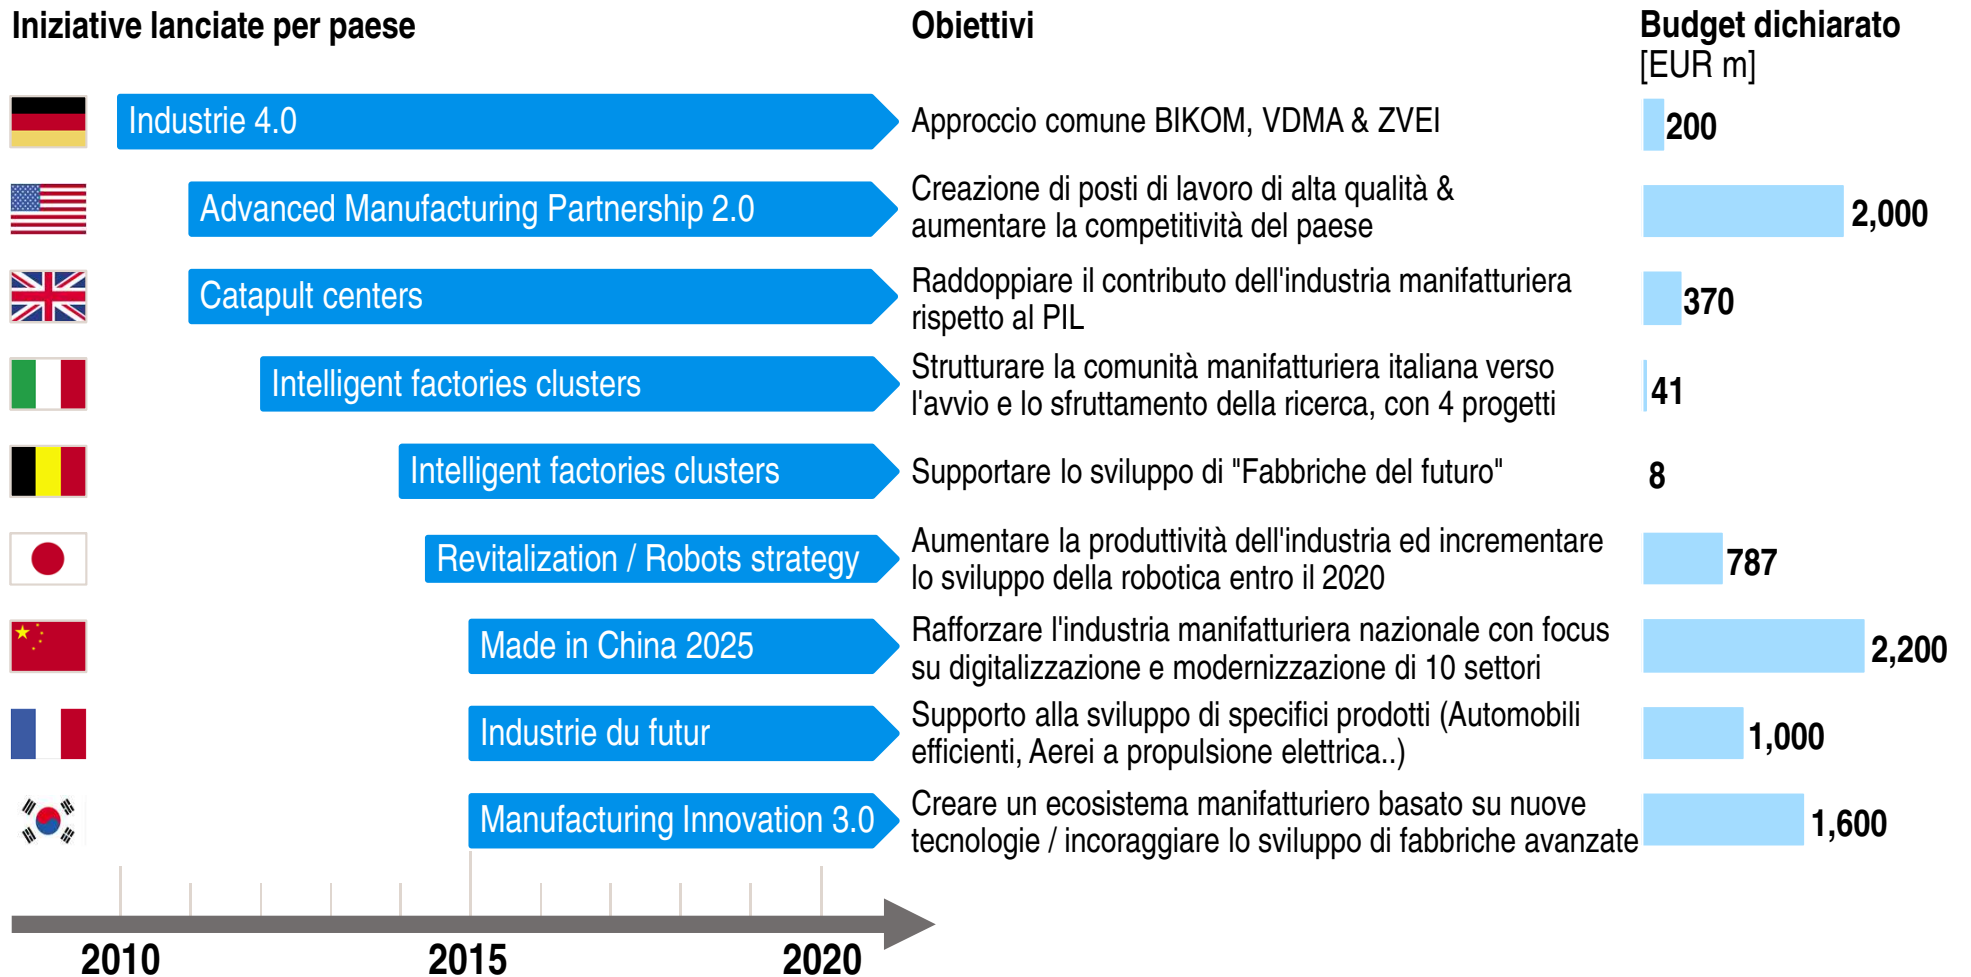 Iniziative lanciate per paese
Obiettivi
Budget dichiarato
[EUR m]
Industrie 4.0
Approccio comune BIKOM, VDMA & ZVEI
200
Advanced Manufacturing Partnership 2.0
Creazione di posti di lavoro di alta qualità &
aumentare la competitività del paese
2,000
Catapult centers
Raddoppiare il contributo dell'industria manifatturiera
rispetto al PIL
370
Intelligent factories clusters
Strutturare la comunità manifatturiera italiana verso
l'avvio e lo sfruttamento della ricerca, con 4 progetti
41
Intelligent factories clusters
Supportare lo sviluppo di "Fabbriche del futuro"
8
Revitalization / Robots strategy
Aumentare la produttività dell'industria ed incrementare
lo sviluppo della robotica entro il 2020
787
Made in China 2025
Rafforzare l'industria manifatturiera nazionale con focus
su digitalizzazione e modernizzazione di 10 settori
2,200
Industrie du futur
Supporto alla sviluppo di specifici prodotti (Automobili
efficienti, Aerei a propulsione elettrica..)
1,000
Manufacturing Innovation 3.0
Creare un ecosistema manifatturiero basato su nuove
tecnologie / incoraggiare lo sviluppo di fabbriche avanzate
1,600
2010
2015
2020